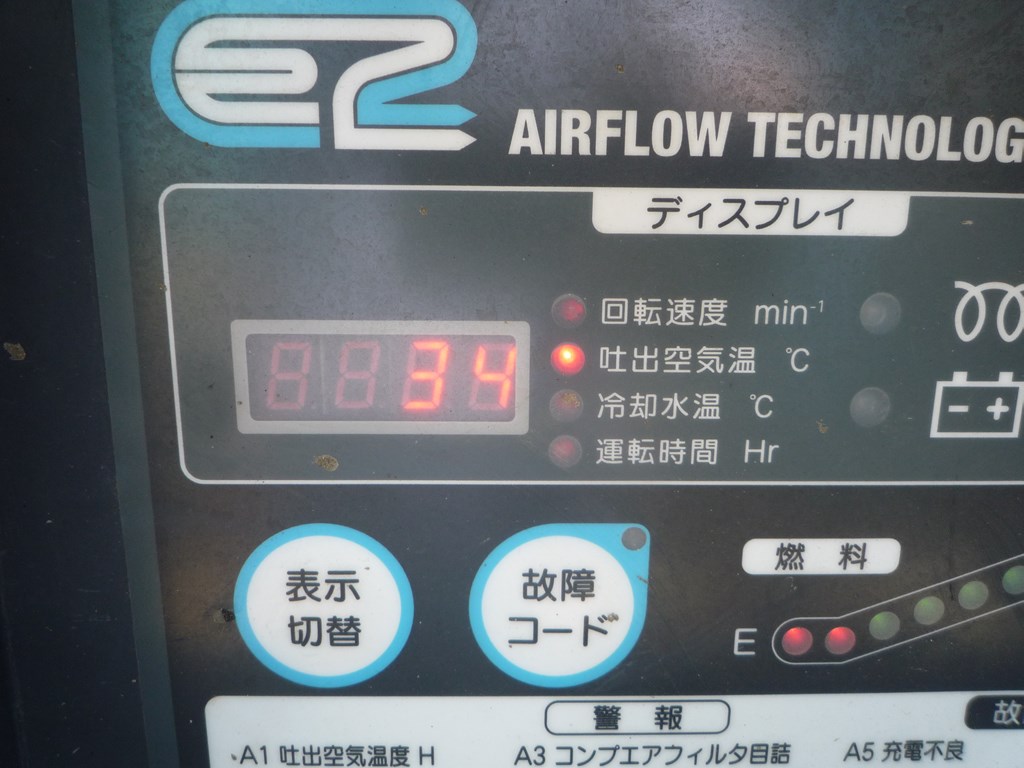 e2
AIRFLOW TECHNOLOG
ディスプレイ
34
回転速度 min⁻¹
吐出空気温 ℃
冷却水温 ℃
運転時間 Hr
- +
表示
切替
故障
コード
燃 料
E
警 報
故
A1 吐出空気温度 H
A3 コンプエアフィルタ目詰
A5 充電不良